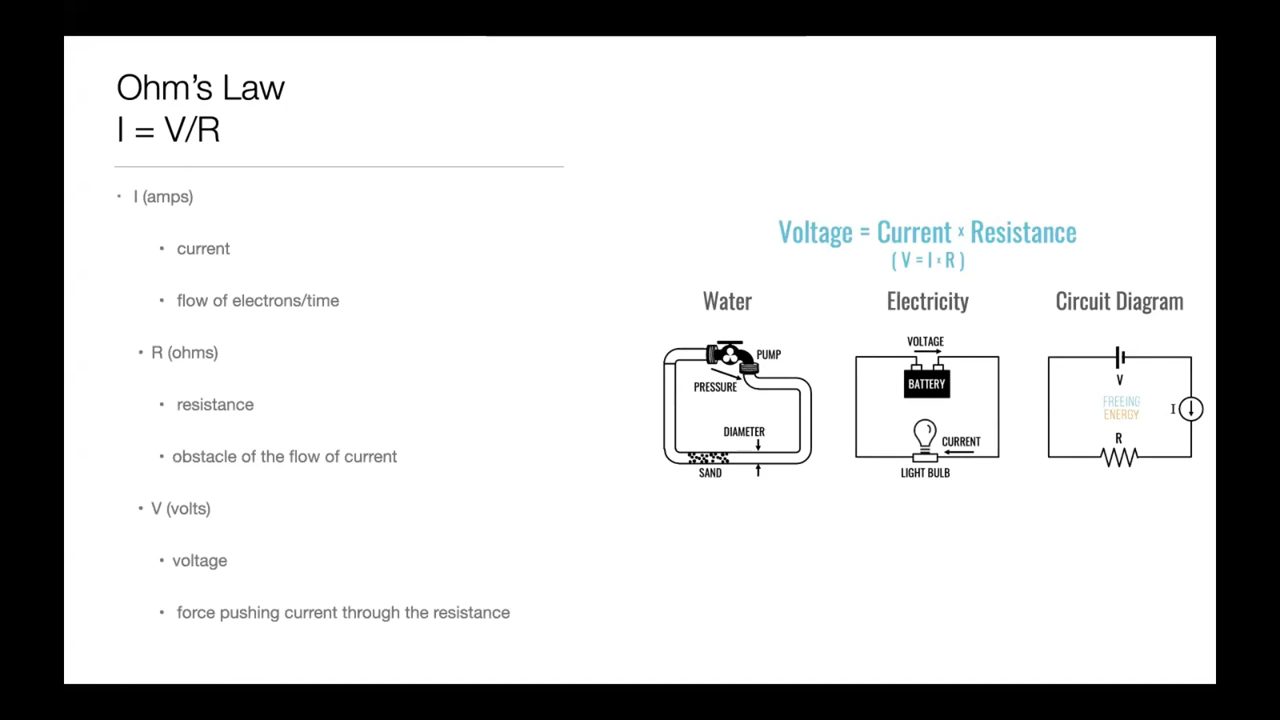 Ohm's Law
I = V/R
• I (amps)
• current
• flow of electrons/time
• R (ohms)
• resistance
• obstacle of the flow of current
• V (volts)
• voltage
• force pushing current through the resistance
Voltage = Current x Resistance
( V = I x R )
Water
PUMP
PRESSURE
DIAMETER
SAND
Electricity
VOLTAGE
BATTERY
CURRENT
LIGHT BULB
Circuit Diagram
V
FREEING
ENERGY
I
R